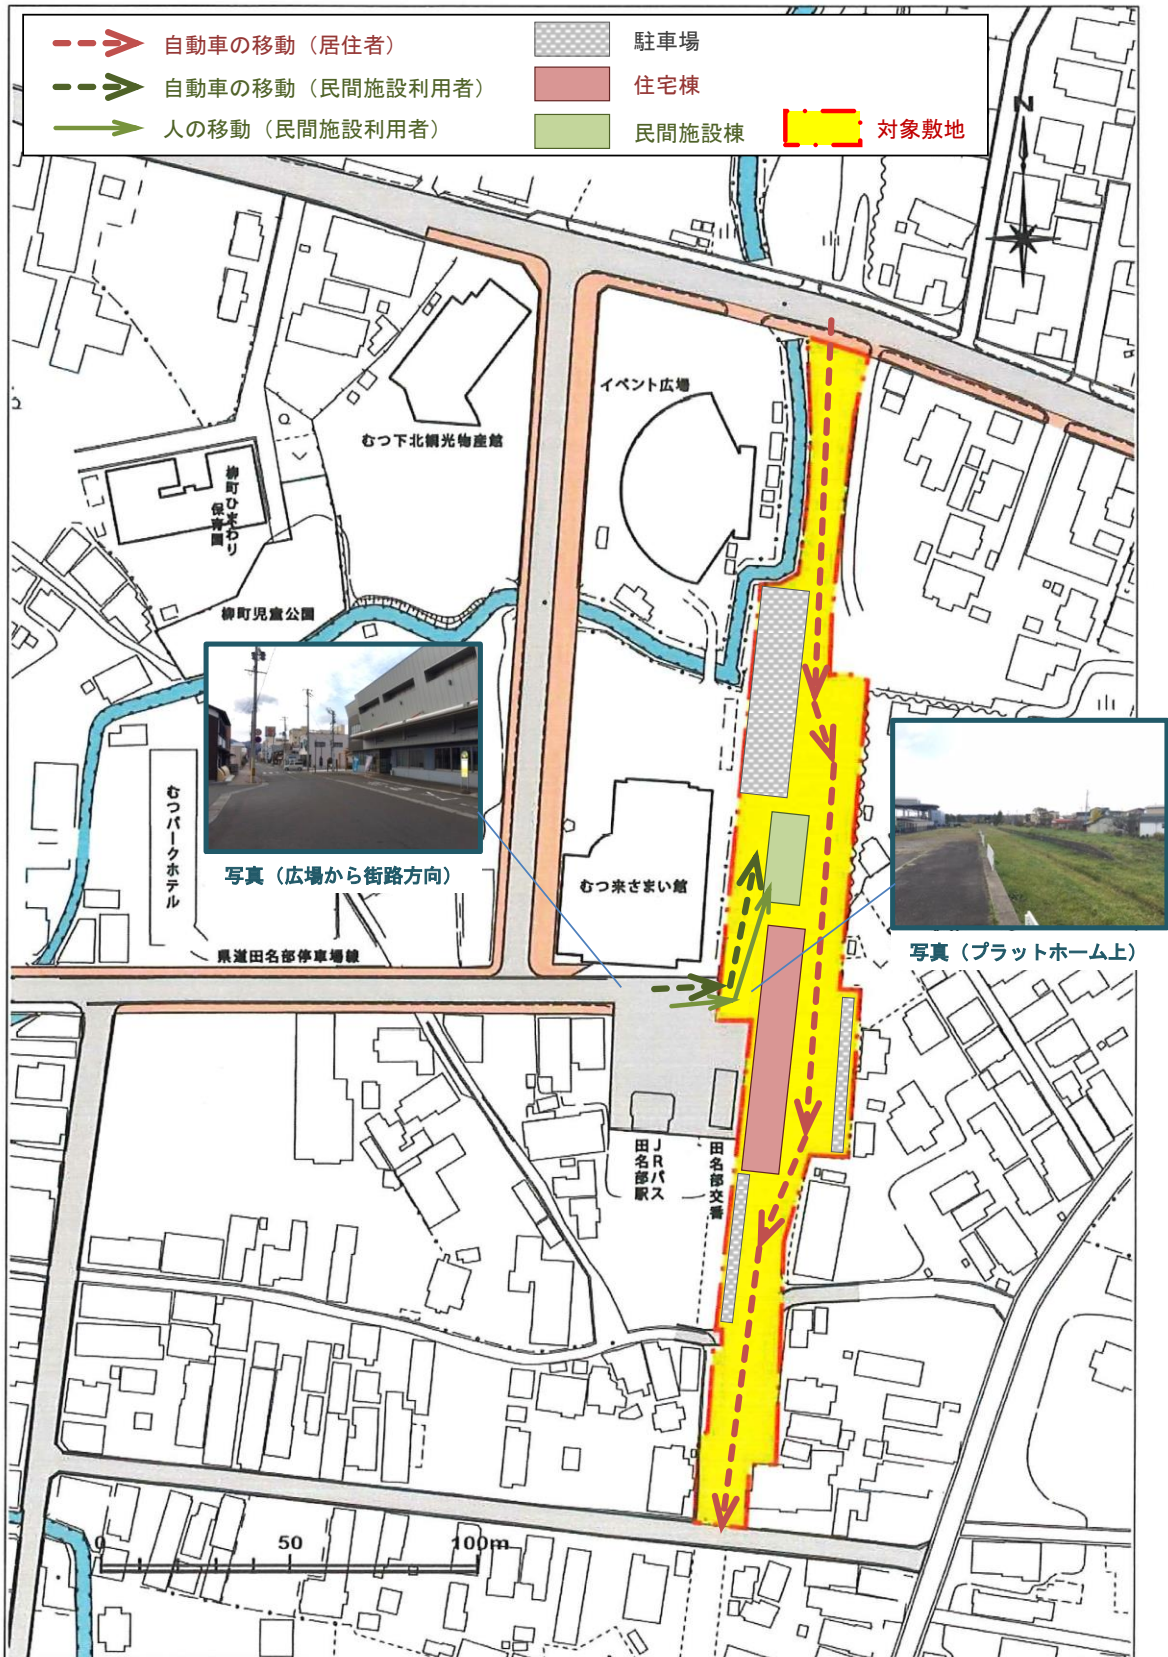 自動車の移動（居住者）
駐車場
自動車の移動（民間施設利用者）
住宅棟
人の移動（民間施設利用者）
民間施設棟
対象敷地
N
イベント広場
むつ下北観光物産館
柳町ひまわり
保育園
柳町児童公園
むつパークホテル
写真（広場から街路方向）
むつ来さまい館
写真（プラットホーム上）
県道田名部停車場線
JRバス
田名部駅
田名部交番
0
50
100m